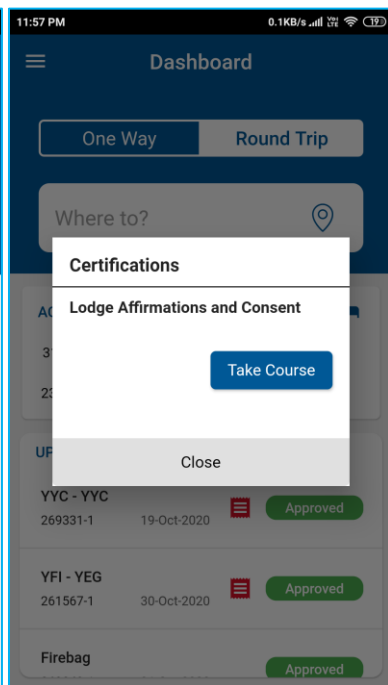 11:57 PM 0.1KB/s LTE 19
Dashboard
One Way Round Trip
Where to?
Certifications
Lodge Affirmations and Consent
Take Course
Close
YYC - YYC
269331-1 19-Oct-2020 Approved
YFI - YEG
261567-1 30-Oct-2020 Approved
Firebag
Approved